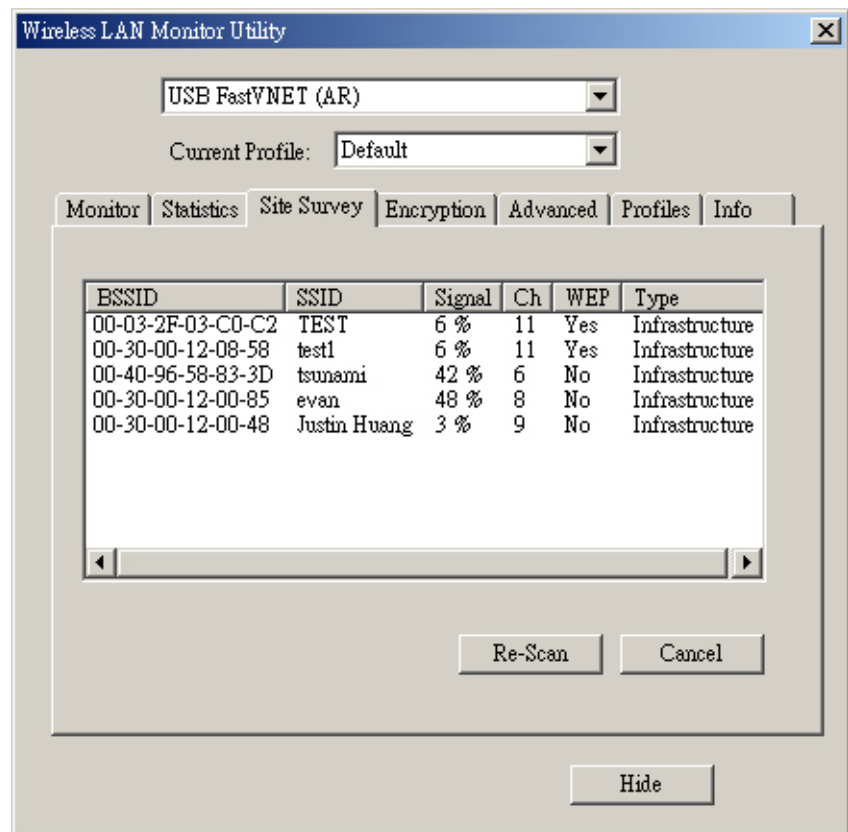 Wireless LAN Monitor Utility
USB FastVNET (AR)
Current Profile: Default
Monitor Statistics Site Survey Encryption Advanced Profiles Info
BSSID SSID Signal Ch WEP Type
00-03-2F-03-C0-C2 TEST 6 % 11 Yes Infrastructure
00-30-00-12-08-58 test1 6 % 11 Yes Infrastructure
00-40-96-58-83-3D tsunami 42 % 6 No Infrastructure
00-30-00-12-00-85 evan 48 % 8 No Infrastructure
00-30-00-12-00-48 Justin Huang 3 % 9 No Infrastructure
Re-Scan Cancel
Hide